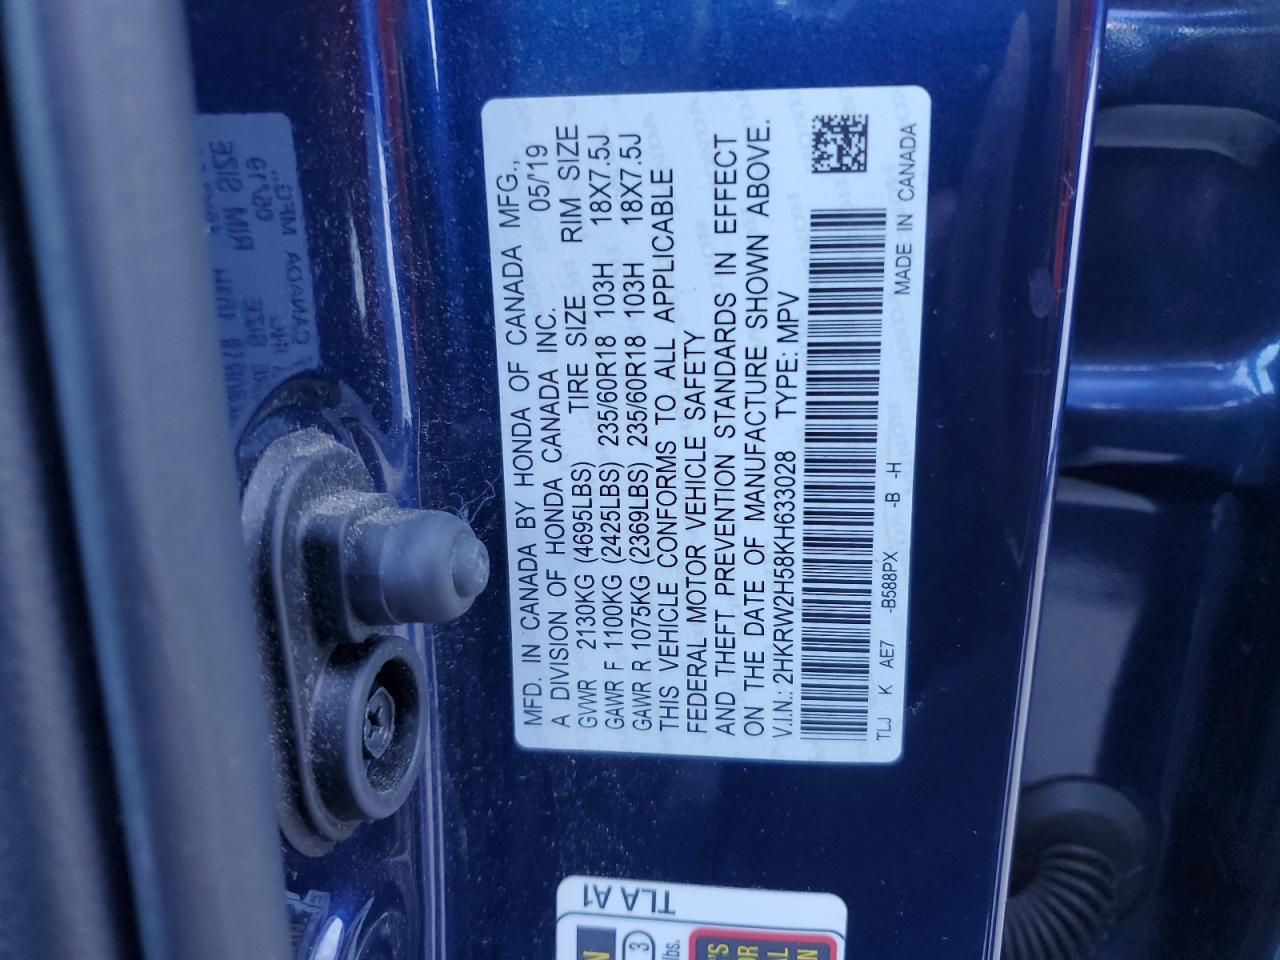 MFD. IN CANADA BY HONDA OF CANADA MFG.,
A DIVISION OF HONDA CANADA INC. 05/'19
GVWR 2130KG (4695LBS) TIRE SIZE RIM SIZE
GAWR F 1100KG (2425LBS) 235/60R18 103H 18X7.5J
GAWR R 1075KG (2369LBS) 235/60R18 103H 18X7.5J
THIS VEHICLE CONFORMS TO ALL APPLICABLE
FEDERAL MOTOR VEHICLE SAFETY
AND THEFT PREVENTION STANDARDS IN EFFECT
ON THE DATE OF MANUFACTURE SHOWN ABOVE.
V.I.N.: 2HKRW2H58KH633028 TYPE: MPV
TLJ K AE7 -B588PX -B -H MADE IN CANADA
TLA A1
3
lbs.